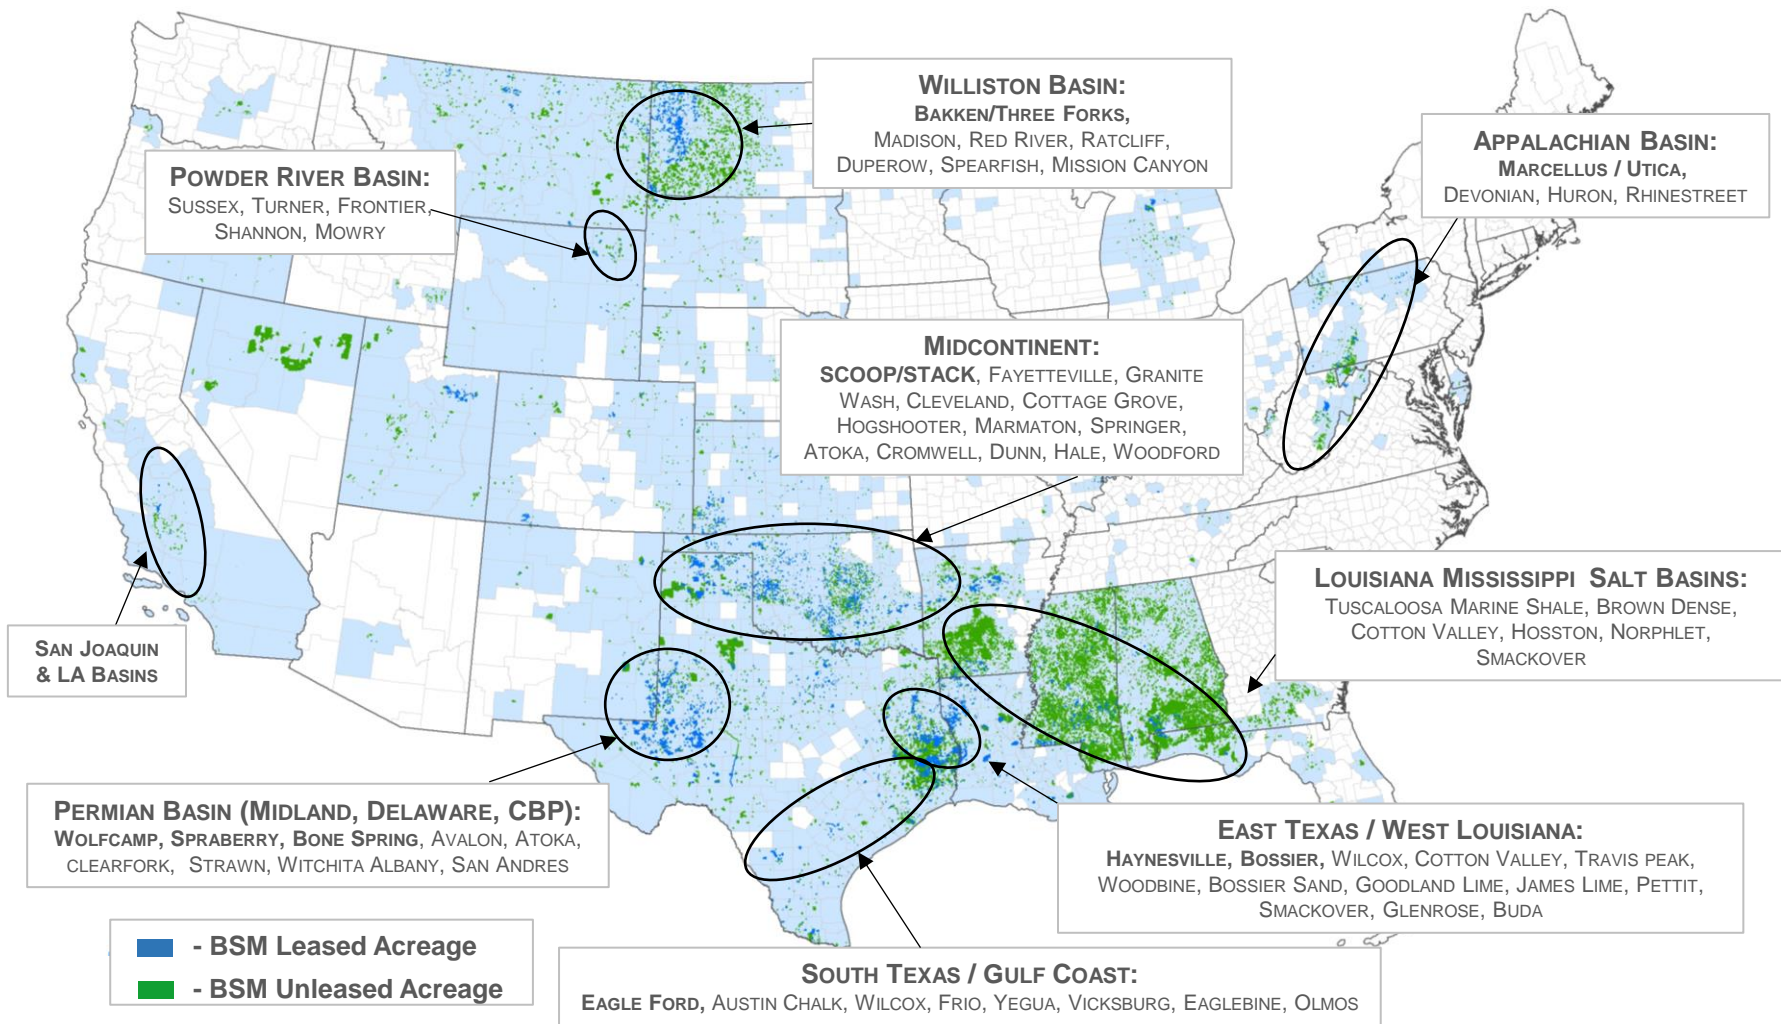 WILLISTON BASIN:
BAKKEN/THREE FORKS,
MADISON, RED RIVER, RATCLIFF,
DUPEROW, SPEARFISH, MISSION CANYON
APPALACHIAN BASIN:
MARCELLUS / UTICA,
DEVONIAN, HURON, RHINESTREET
POWDER RIVER BASIN:
SUSSEX, TURNER, FRONTIER,
SHANNON, MOWRY
MIDCONTINENT:
SCOOP/STACK, FAYETTEVILLE, GRANITE
WASH, CLEVELAND, COTTAGE GROVE,
HOGSHOOTER, MARMATON, SPRINGER,
ATOKA, CROMWELL, DUNN, HALE, WOODFORD
LOUISIANA MISSISSIPPI SALT BASINS:
TUSCALOOSA MARINE SHALE, BROWN DENSE,
COTTON VALLEY, HOSSTON, NORPHLET,
SMACKOVER
SAN JOAQUIN
& LA BASINS
PERMIAN BASIN (MIDLAND, DELAWARE, CBP):
WOLFCAMP, SPRABERRY, BONE SPRING, AVALON, ATOKA,
CLEARFORK, STRAWN, WITCHITA ALBANY, SAN ANDRES
EAST TEXAS / WEST LOUISIANA:
HAYNESVILLE, BOSSIER, WILCOX, COTTON VALLEY, TRAVIS PEAK,
WOODBINE, BOSSIER SAND, GOODLAND LIME, JAMES LIME, PETTIT,
SMACKOVER, GLENROSE, BUDA
- BSM Leased Acreage
- BSM Unleased Acreage
SOUTH TEXAS / GULF COAST:
EAGLE FORD, AUSTIN CHALK, WILCOX, FRIO, YEGUA, VICKSBURG, EAGLEBINE, OLMOS